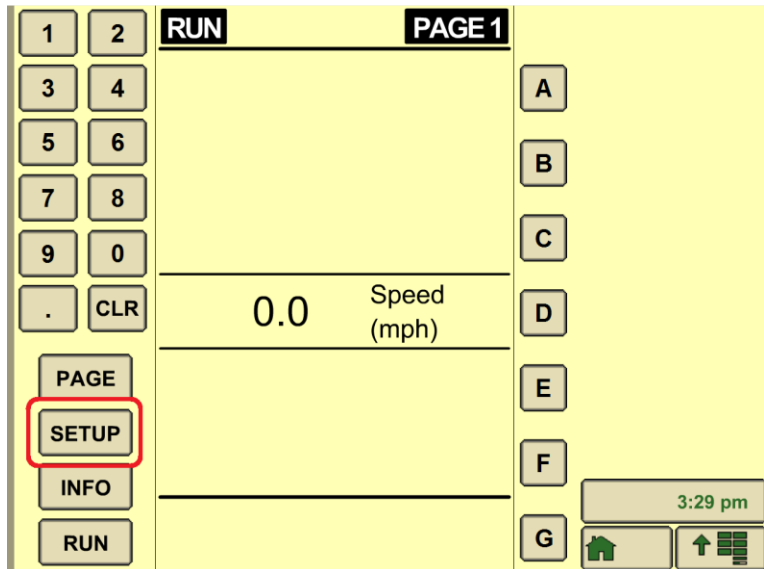 1 2
RUN PAGE 1
3 4
A
5 6
B
7 8
C
9 0
. CLR
0.0
Speed
(mph)
D
PAGE
E
SETUP
F
INFO
3:29 pm
RUN
G